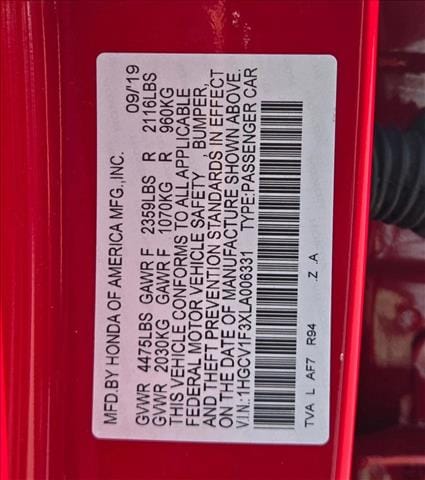 MFD.BY HONDA OF AMERICA MFG.,INC. 09/'19
GVWR 4475LBS GAWR F 2359LBS R 2116LBS
GVWR 2030KG GAWR F 1070KG R 960KG
THIS VEHICLE CONFORMS TO ALL APPLICABLE
FEDERAL MOTOR VEHICLE SAFETY BUMPER,
AND THEFT PREVENTION STANDARDS IN EFFECT
ON THE DATE OF MANUFACTURE SHOWN ABOVE.
V.I.N.:1HGCV1F3XLA006331 TYPE:PASSENGER CAR
TVA L AF7 R94 .Z .A